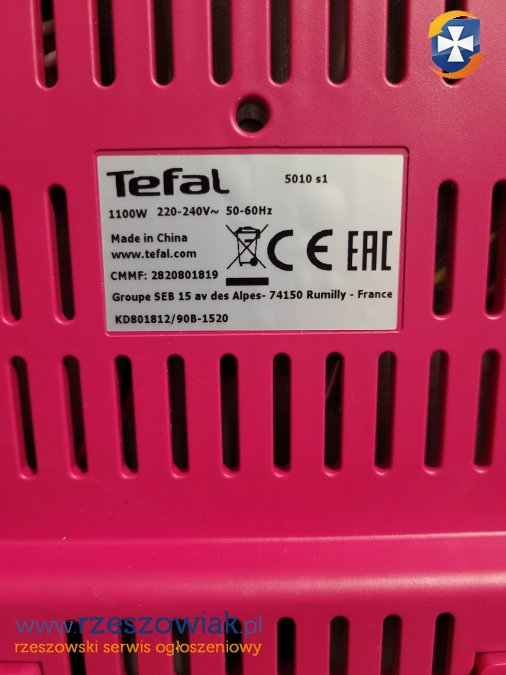 Tefal
5010 s1
1100W 220-240V~ 50-60Hz
Made in China
www.tefal.com
CMMF: 2820801819
CE EAC
Groupe SEB 15 av des Alpes- 74150 Rumilly - France
KD801812/90B-1520
www.rzeszowiak.pl
rzeszowski serwis ogłoszeniowy